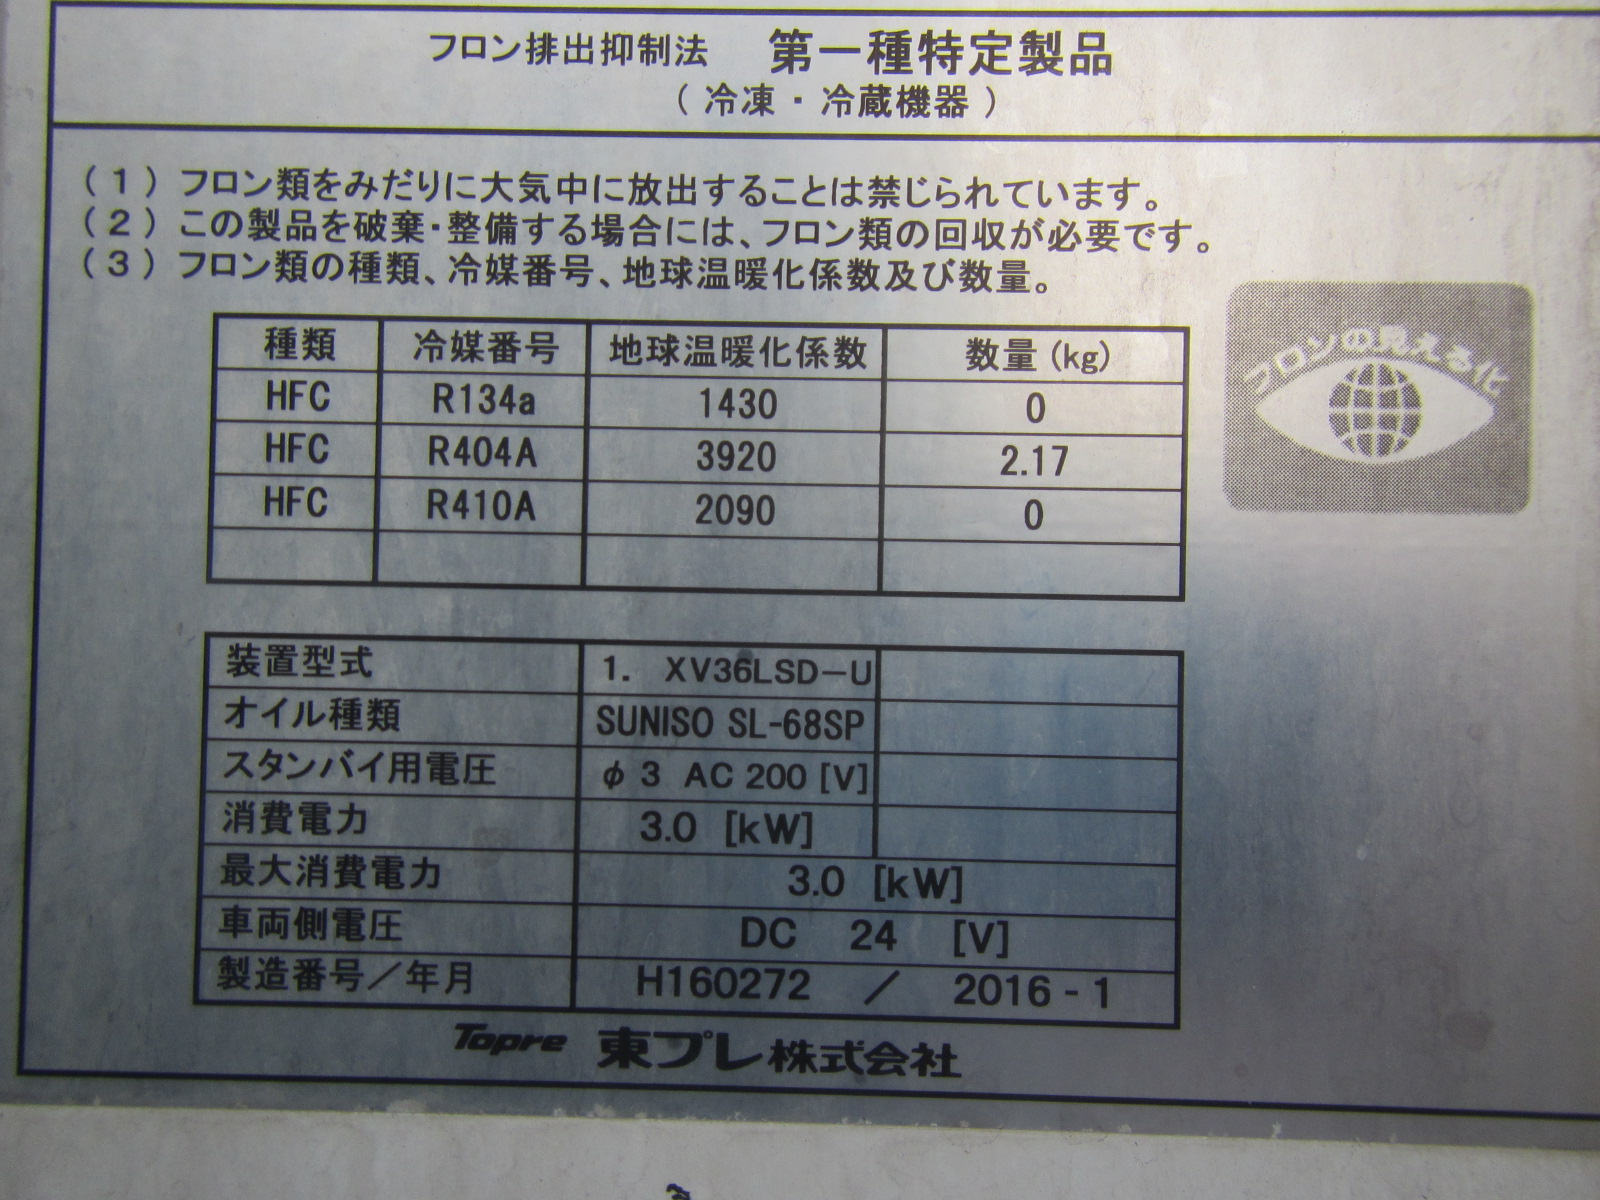 フロン排出抑制法 第一種特定製品
（冷凍・冷蔵機器）
（1）フロン類をみだりに大気中に放出することは禁じられています。
（2）この製品を破棄・整備する場合には、フロン類の回収が必要です。
（3）フロン類の種類、冷媒番号、地球温暖化係数及び数量。
フロンの見える化
種類 冷媒番号 地球温暖化係数 数量(kg)
HFC R134a 1430 0
HFC R404A 3920 2.17
HFC R410A 2090 0
装置型式 1. XV36LSD－U
オイル種類 SUNISO SL-68SP
スタンバイ用電圧 φ3 AC 200 [V]
消費電力 3.0 [kW]
最大消費電力 3.0 [kW]
車両側電圧 DC 24 [V]
製造番号／年月 H160272 ／ 2016 - 1
Topre 東プレ株式会社